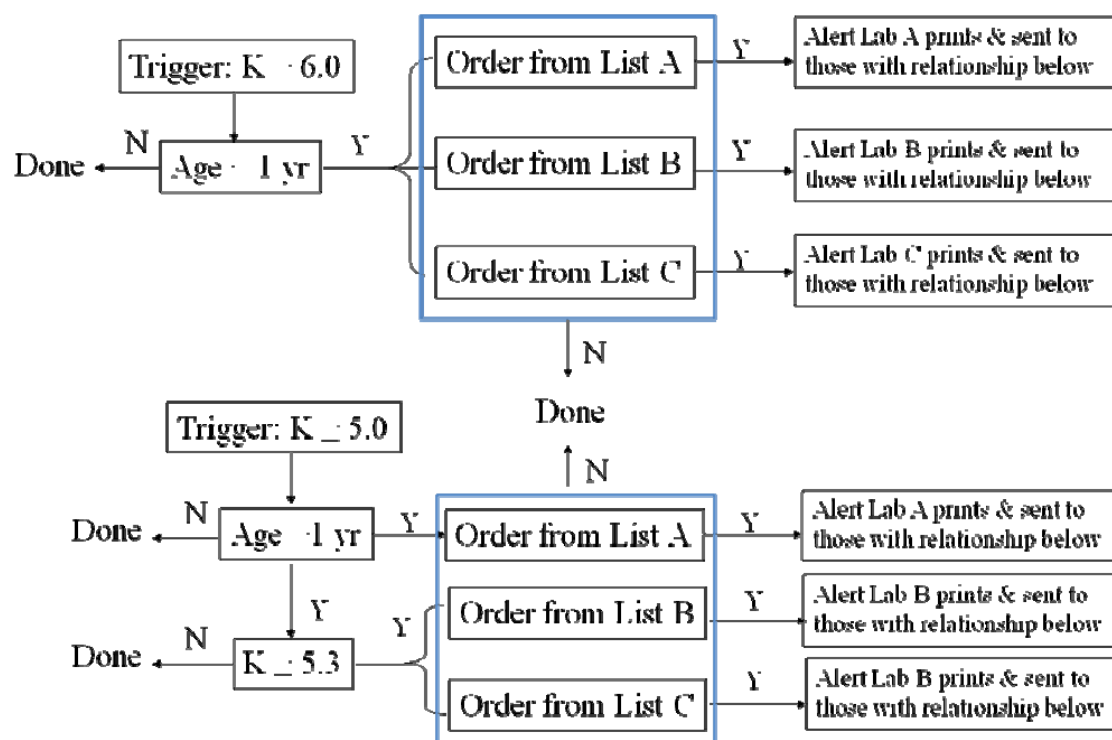 Trigger: K 6.0
N
Y
Done
Age 1 yr
Order from List A
Y
Alert Lab A prints & sent to
those with relationship below
Order from List B
Y
Alert Lab B prints & sent to
those with relationship below
Order from List C
Y
Alert Lab C prints & sent to
those with relationship below
N
Done
N
Trigger: K _ 5.0
N
Y
Done
Age 1 yr
Order from List A
Y
Alert Lab A prints & sent to
those with relationship below
Y
N
Y
Done
K _ 5.3
Order from List B
Y
Alert Lab B prints & sent to
those with relationship below
Order from List C
Y
Alert Lab B prints & sent to
those with relationship below